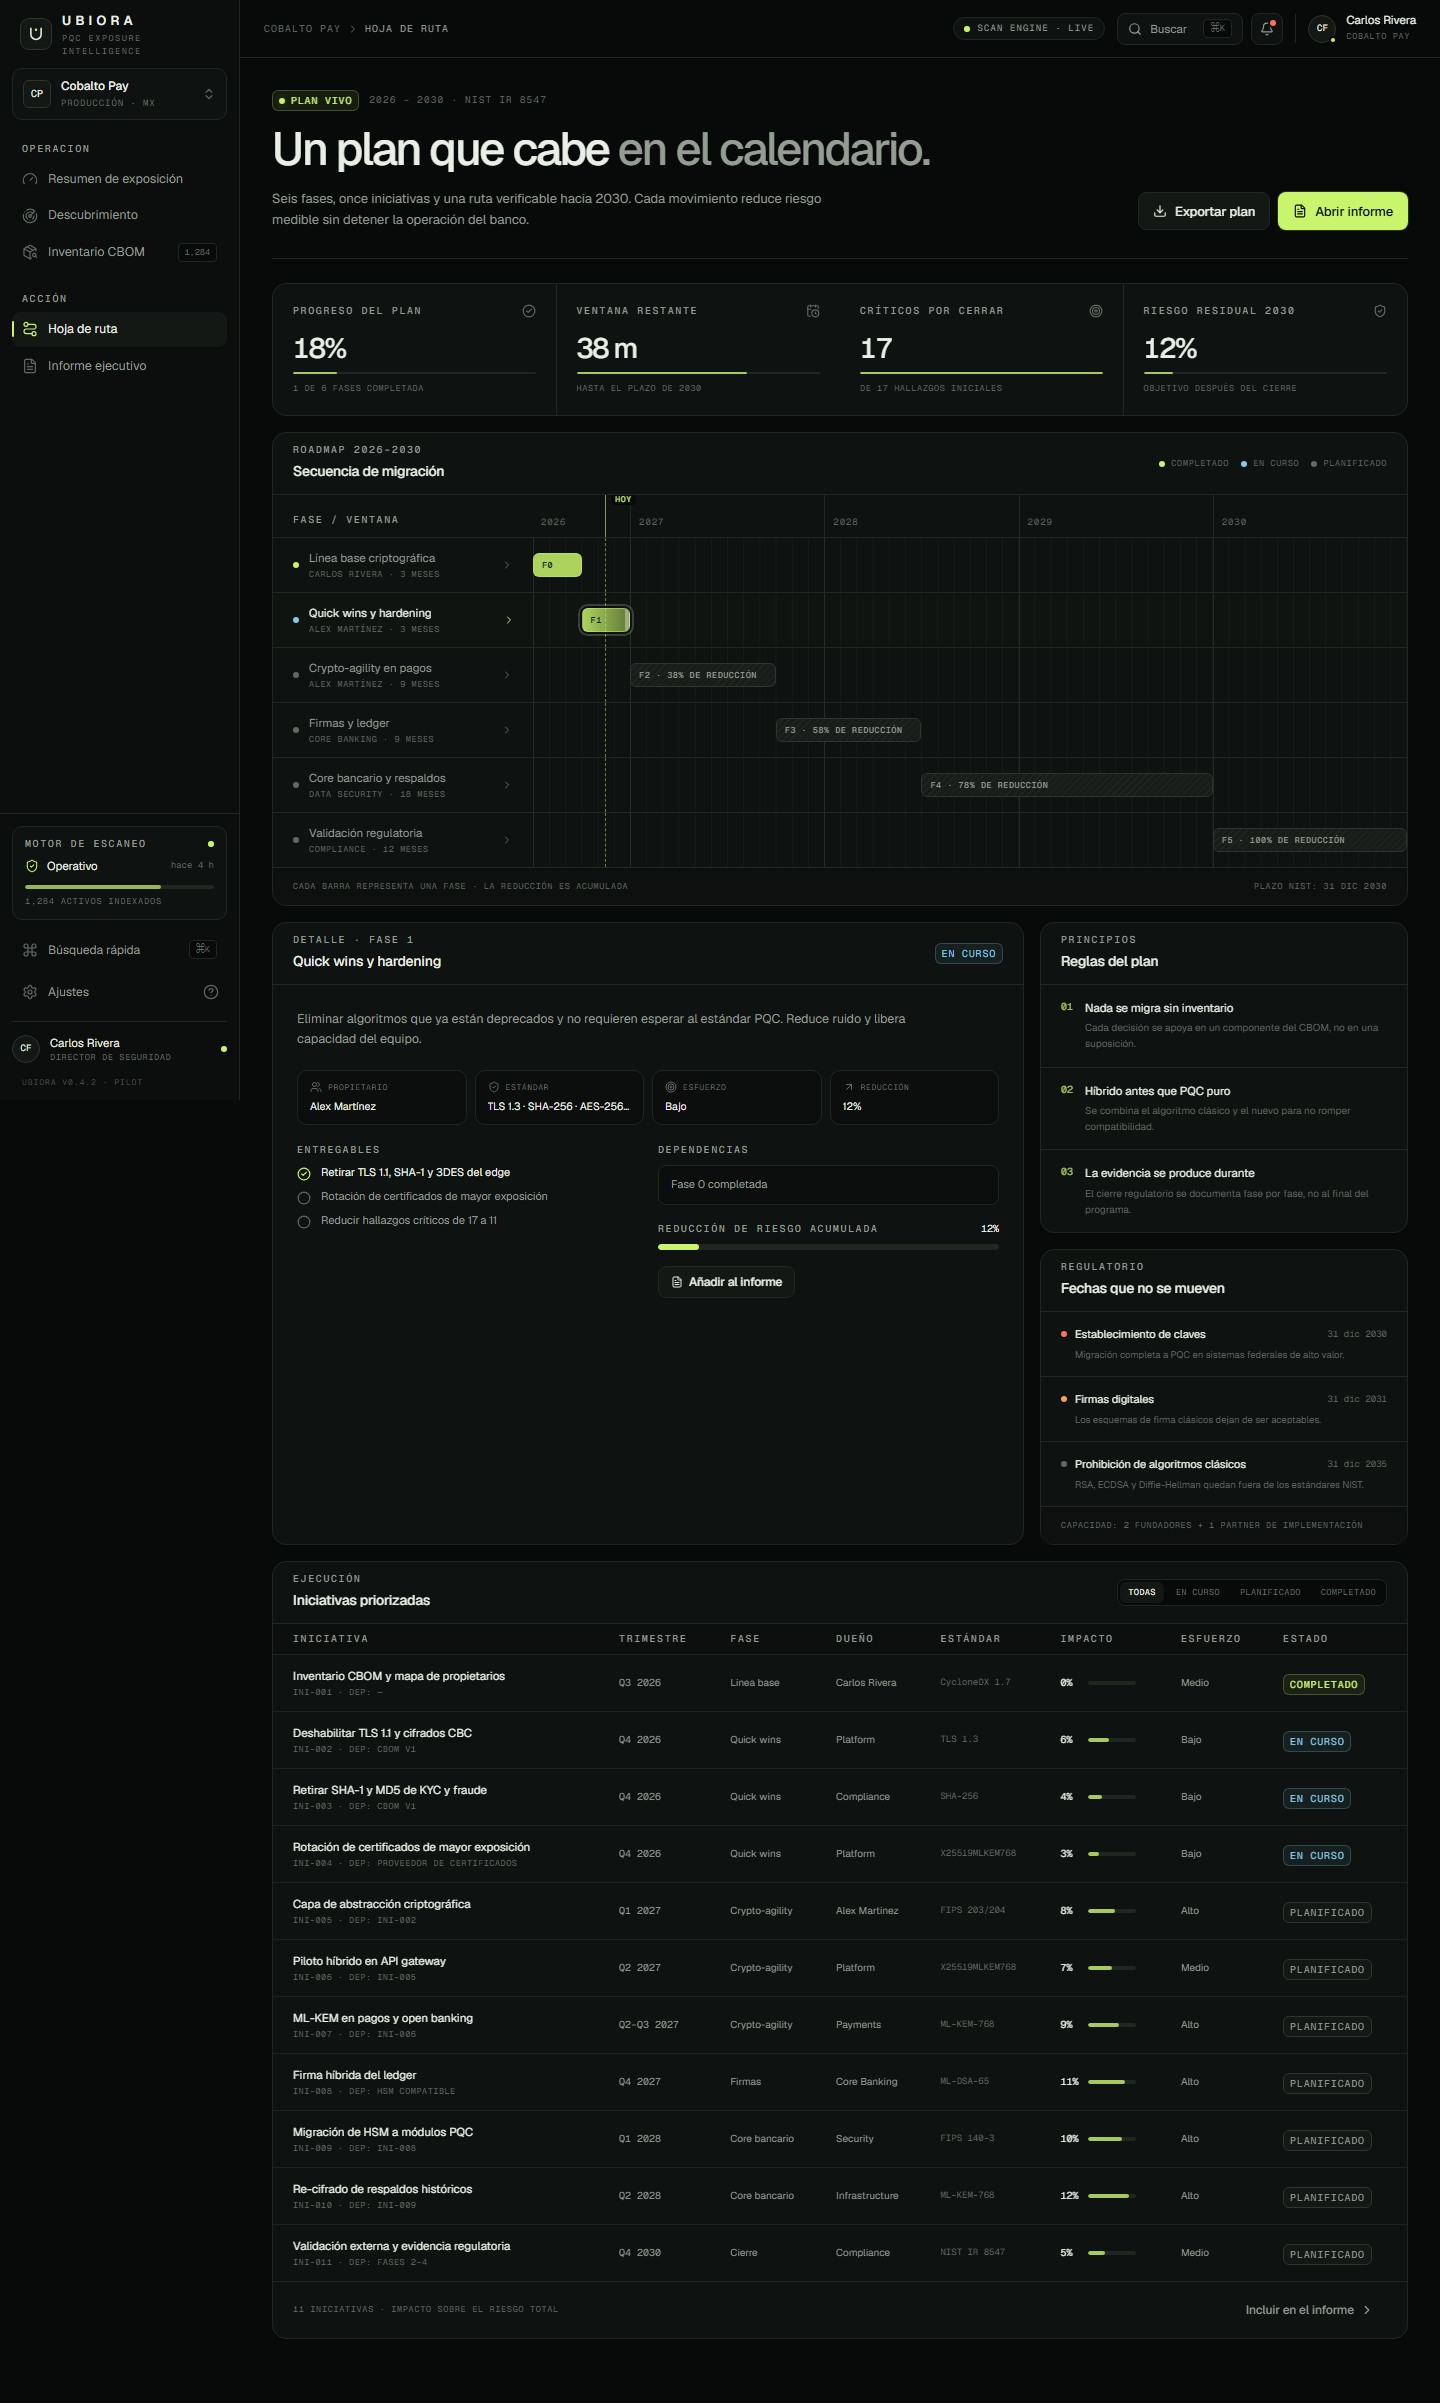 UBIORA
PQC EXPOSURE
INTELLIGENCE
CP
Cobalto Pay
PRODUCCIÓN · MX
OPERACION
Resumen de exposición
Descubrimiento
Inventario CBOM 1,284
ACCIÓN
Hoja de ruta
Informe ejecutivo
MOTOR DE ESCANEO
Operativo hace 4 h
1,284 ACTIVOS INDEXADOS
Búsqueda rápida ⌘K
Ajustes
CF
Carlos Rivera
DIRECTOR DE SEGURIDAD
UBIORA V0.4.2 · PILOT
COBALTO PAY > HOJA DE RUTA
SCAN ENGINE · LIVE
Buscar ⌘K
CF
Carlos Rivera
COBALTO PAY
PLAN VIVO 2026 – 2030 · NIST IR 8547
Un plan que cabe en el calendario.
Seis fases, once iniciativas y una ruta verificable hacia 2030. Cada movimiento reduce riesgo
medible sin detener la operación del banco.
Exportar plan
Abrir informe
PROGRESO DEL PLAN
18%
1 DE 6 FASES COMPLETADA
VENTANA RESTANTE
38 m
HASTA EL PLAZO DE 2030
CRÍTICOS POR CERRAR
17
DE 17 HALLAZGOS INICIALES
RIESGO RESIDUAL 2030
12%
OBJETIVO DESPUÉS DEL CIERRE
ROADMAP 2026–2030
Secuencia de migración
COMPLETADO EN CURSO PLANIFICADO
FASE / VENTANA
2026 HOY 2027 2028 2029 2030
Línea base criptográfica
CARLOS RIVERA · 3 MESES
F0
Quick wins y hardening
ALEX MARTÍNEZ · 3 MESES
F1
Crypto-agility en pagos
ALEX MARTÍNEZ · 9 MESES
F2 · 38% DE REDUCCIÓN
Firmas y ledger
CORE BANKING · 9 MESES
F3 · 58% DE REDUCCIÓN
Core bancario y respaldos
DATA SECURITY · 18 MESES
F4 · 78% DE REDUCCIÓN
Validación regulatoria
COMPLIANCE · 12 MESES
F5 · 100% DE REDUCCIÓN
CADA BARRA REPRESENTA UNA FASE · LA REDUCCIÓN ES ACUMULADA
PLAZO NIST: 31 DIC 2030
DETALLE · FASE 1
Quick wins y hardening
EN CURSO
Eliminar algoritmos que ya están deprecados y no requieren esperar al estándar PQC. Reduce ruido y libera
capacidad del equipo.
PROPIETARIO
Alex Martínez
ESTÁNDAR
TLS 1.3 · SHA-256 · AES-256…
ESFUERZO
Bajo
REDUCCIÓN
12%
ENTREGABLES
Retirar TLS 1.1, SHA-1 y 3DES del edge
Rotación de certificados de mayor exposición
Reducir hallazgos críticos de 17 a 11
DEPENDENCIAS
Fase 0 completada
REDUCCIÓN DE RIESGO ACUMULADA 12%
Añadir al informe
PRINCIPIOS
Reglas del plan
01 Nada se migra sin inventario
Cada decisión se apoya en un componente del CBOM, no en una
suposición.
02 Híbrido antes que PQC puro
Se combina el algoritmo clásico y el nuevo para no romper
compatibilidad.
03 La evidencia se produce durante
El cierre regulatorio se documenta fase por fase, no al final del
programa.
REGULATORIO
Fechas que no se mueven
Establecimiento de claves 31 dic 2030
Migración completa a PQC en sistemas federales de alto valor.
Firmas digitales 31 dic 2031
Los esquemas de firma clásicos dejan de ser aceptables.
Prohibición de algoritmos clásicos 31 dic 2035
RSA, ECDSA y Diffie-Hellman quedan fuera de los estándares NIST.
CAPACIDAD: 2 FUNDADORES + 1 PARTNER DE IMPLEMENTACIÓN
EJECUCIÓN
Iniciativas priorizadas
TODAS EN CURSO PLANIFICADO COMPLETADO
INICIATIVA TRIMESTRE FASE DUEÑO ESTÁNDAR IMPACTO ESFUERZO ESTADO
Inventario CBOM y mapa de propietarios Q3 2026 Línea base Carlos Rivera CycloneDX 1.7 0% Medio COMPLETADO
INI-001 · DEP: —
Deshabilitar TLS 1.1 y cifrados CBC Q4 2026 Quick wins Platform TLS 1.3 6% Bajo EN CURSO
INI-002 · DEP: CBOM V1
Retirar SHA-1 y MD5 de KYC y fraude Q4 2026 Quick wins Compliance SHA-256 4% Bajo EN CURSO
INI-003 · DEP: CBOM V1
Rotación de certificados de mayor exposición Q4 2026 Quick wins Platform X25519MLKEM768 3% Bajo EN CURSO
INI-004 · DEP: PROVEEDOR DE CERTIFICADOS
Capa de abstracción criptográfica Q1 2027 Crypto-agility Alex Martínez FIPS 203/204 8% Alto PLANIFICADO
INI-005 · DEP: INI-002
Piloto híbrido en API gateway Q2 2027 Crypto-agility Platform X25519MLKEM768 7% Medio PLANIFICADO
INI-006 · DEP: INI-005
ML-KEM en pagos y open banking Q2–Q3 2027 Crypto-agility Payments ML-KEM-768 9% Alto PLANIFICADO
INI-007 · DEP: INI-006
Firma híbrida del ledger Q4 2027 Firmas Core Banking ML-DSA-65 11% Alto PLANIFICADO
INI-008 · DEP: HSM COMPATIBLE
Migración de HSM a módulos PQC Q1 2028 Core bancario Security FIPS 140-3 10% Alto PLANIFICADO
INI-009 · DEP: INI-008
Re-cifrado de respaldos históricos Q2 2028 Core bancario Infrastructure ML-KEM-768 12% Alto PLANIFICADO
INI-010 · DEP: INI-009
Validación externa y evidencia regulatoria Q4 2030 Cierre Compliance NIST IR 8547 5% Medio PLANIFICADO
INI-011 · DEP: FASES 2–4
11 INICIATIVAS · IMPACTO SOBRE EL RIESGO TOTAL
Incluir en el informe